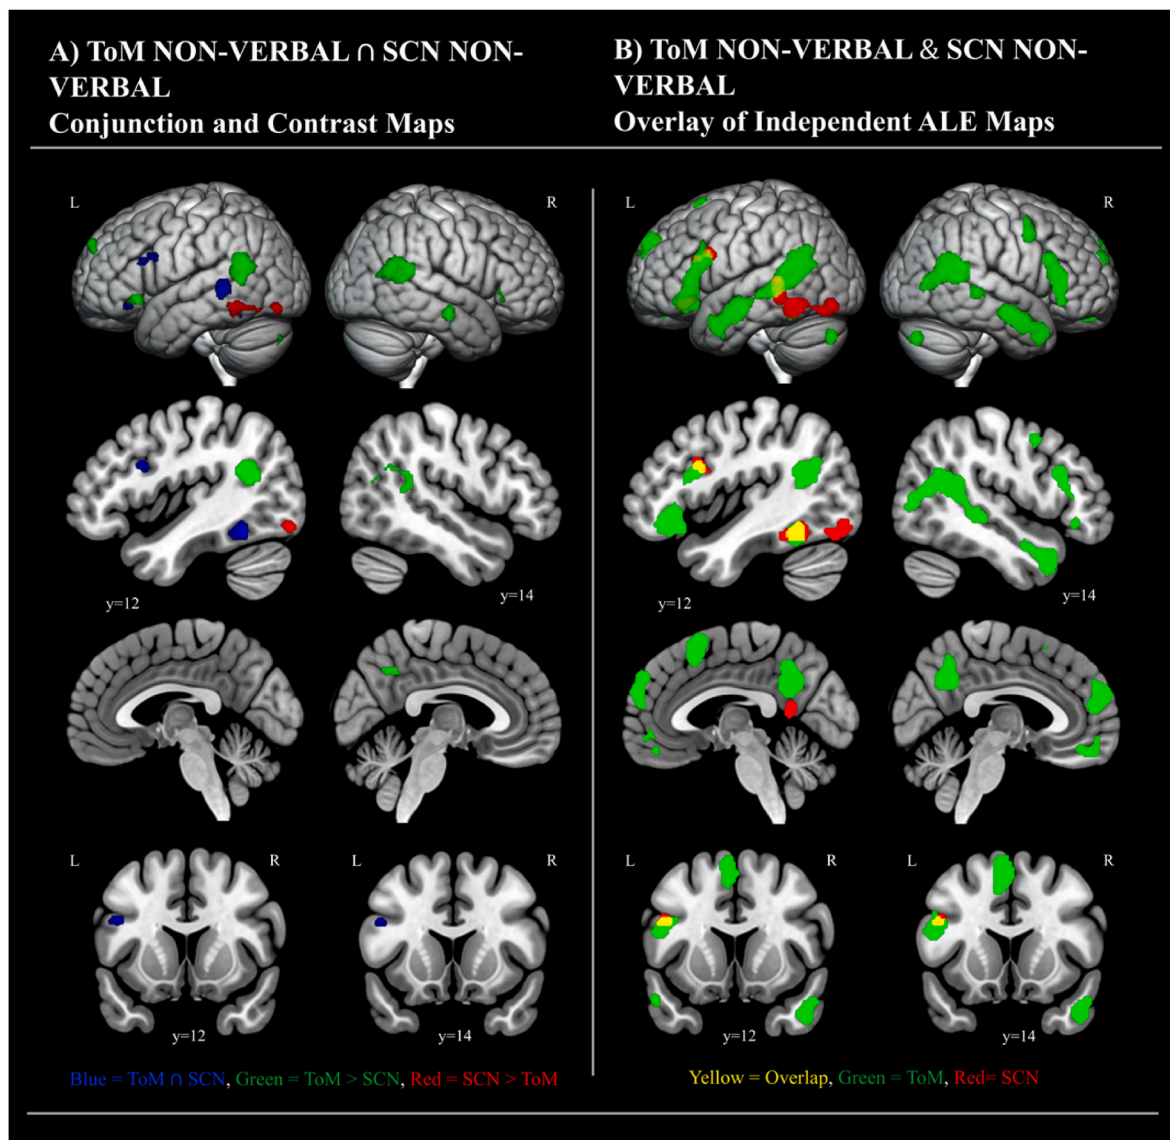 A) ToM NON-VERBAL ∩ SCN NON-
VERBAL
Conjunction and Contrast Maps
B) ToM NON-VERBAL & SCN NON-
VERBAL
Overlay of Independent ALE Maps
L
R
L
R
y=12
y=14
y=12
y=14
L
R
L
R
L
R
L
R
y=12
y=14
y=12
y=14
Blue = ToM ∩ SCN, Green = ToM > SCN, Red = SCN > ToM
Yellow = Overlap, Green = ToM, Red= SCN